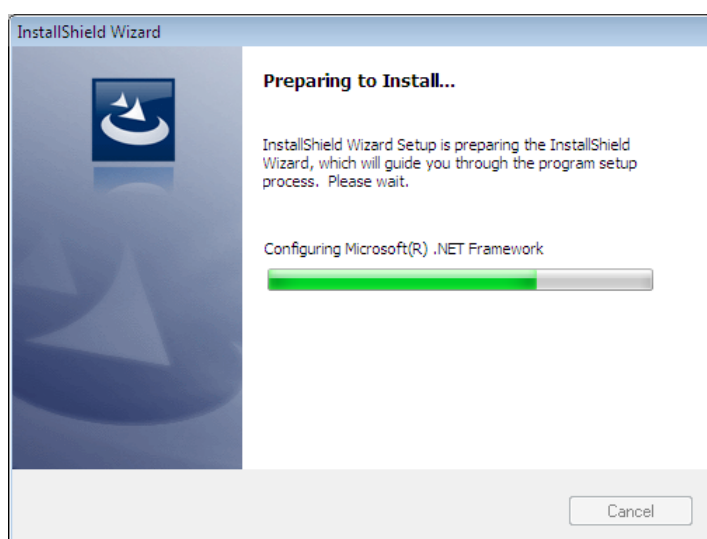 InstallShield Wizard
Preparing to Install...
InstallShield Wizard Setup is preparing the InstallShield
Wizard, which will guide you through the program setup
process.  Please wait.
Configuring Microsoft(R) .NET Framework
Cancel